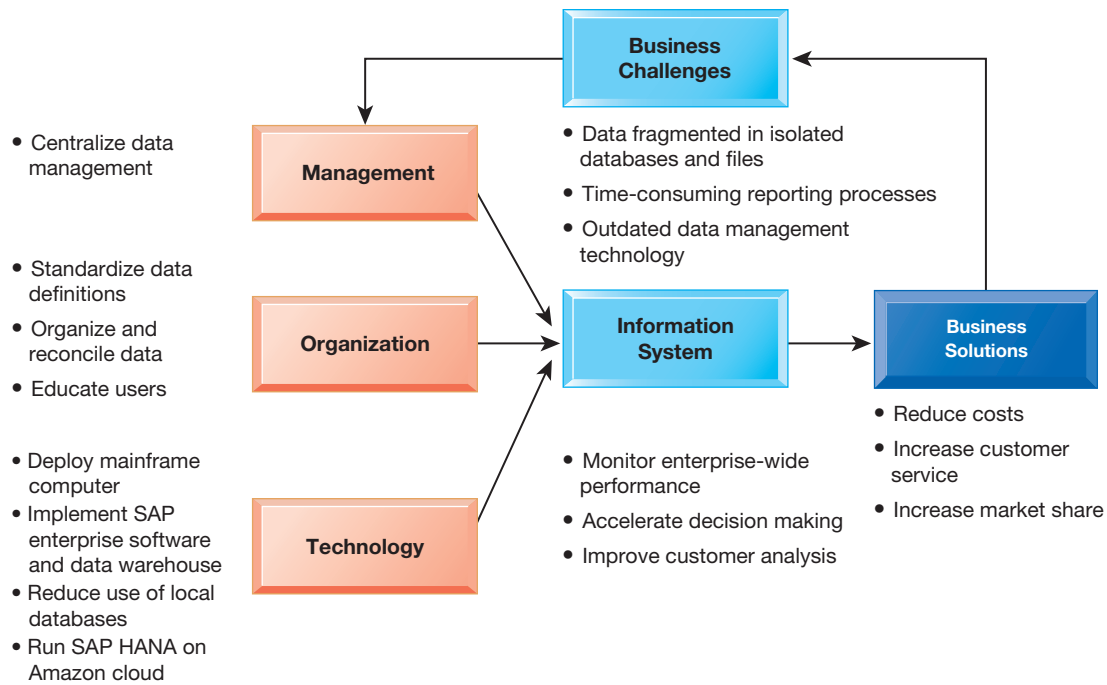 Business
Challenges
• Centralize data
management
Management
• Data fragmented in isolated
databases and files
• Time-consuming reporting processes
• Outdated data management
technology
• Standardize data
definitions
• Organize and
reconcile data
• Educate users
Organization
Information
System
Business
Solutions
• Reduce costs
• Increase customer
service
• Increase market share
• Deploy mainframe
computer
• Implement SAP
enterprise software
and data warehouse
• Reduce use of local
databases
• Run SAP HANA on
Amazon cloud
Technology
• Monitor enterprise-wide
performance
• Accelerate decision making
• Improve customer analysis